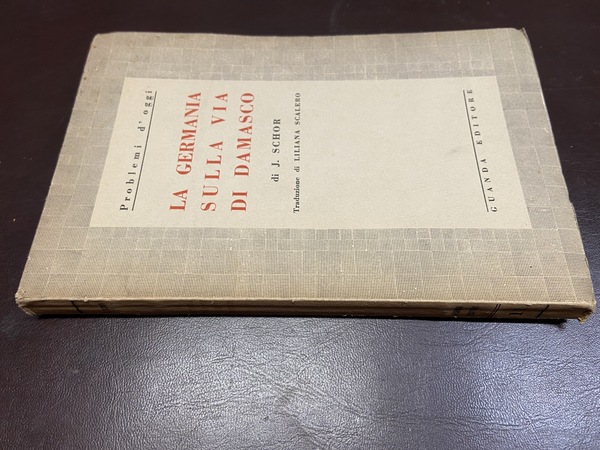 Problemi d' oggi
LA GERMANIA
SULLA VIA
DI DAMASCO
di J. SCHOR
Traduzione di LILIANA SCALERO
GUANDA EDITORE